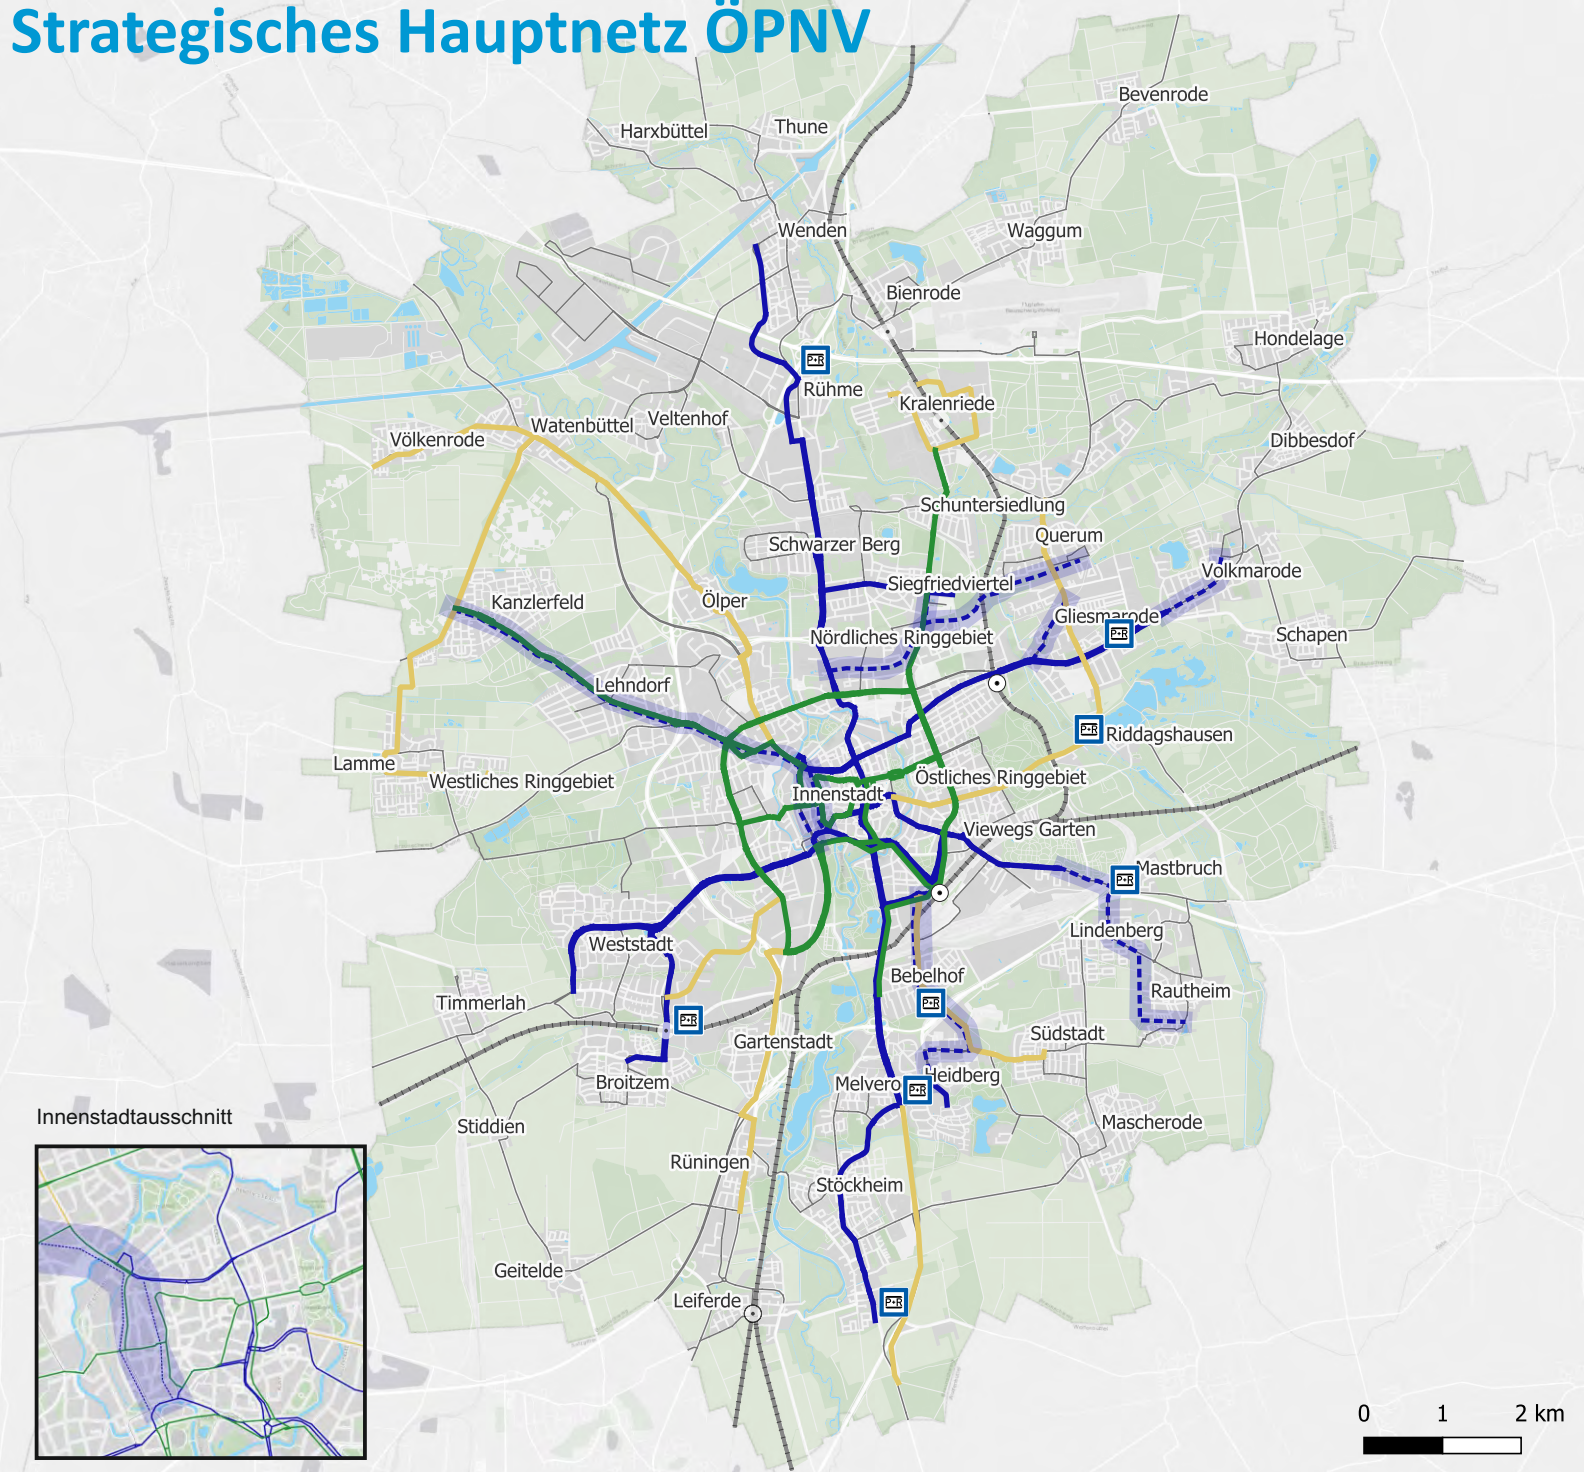 Strategisches Hauptnetz ÖPNV
Bevenrode
Harxbüttel
Thune
Wenden
Waggum
Bienrode
Hondelage
P+R
Rühme
Kralenriede
Veltenhof
Watenbüttel
Völkenrode
Dibbesdorf
Schuntersiedlung
Querum
Schwarzer Berg
Volkmarode
Siegfriedviertel
Kanzlerfeld
Ölper
Gliesmarode
P+R
Nördliches Ringgebiet
Schapen
Lehndorf
P+R
Riddagshausen
Lamme
Westliches Ringgebiet
Östliches Ringgebiet
Innenstadt
Viewegs Garten
Mastbruch
P+R
Lindenberg
Weststadt
Bebelhof
Rautheim
Timmerlah
P+R
P+R
Südstadt
Gartenstadt
Broitzem
Melvero
P+R
Heidberg
Innenstadtausschnitt
Stiddien
Mascherode
Rüningen
Stöckheim
Geitelde
Leiferde
P+R
0 1 2 km